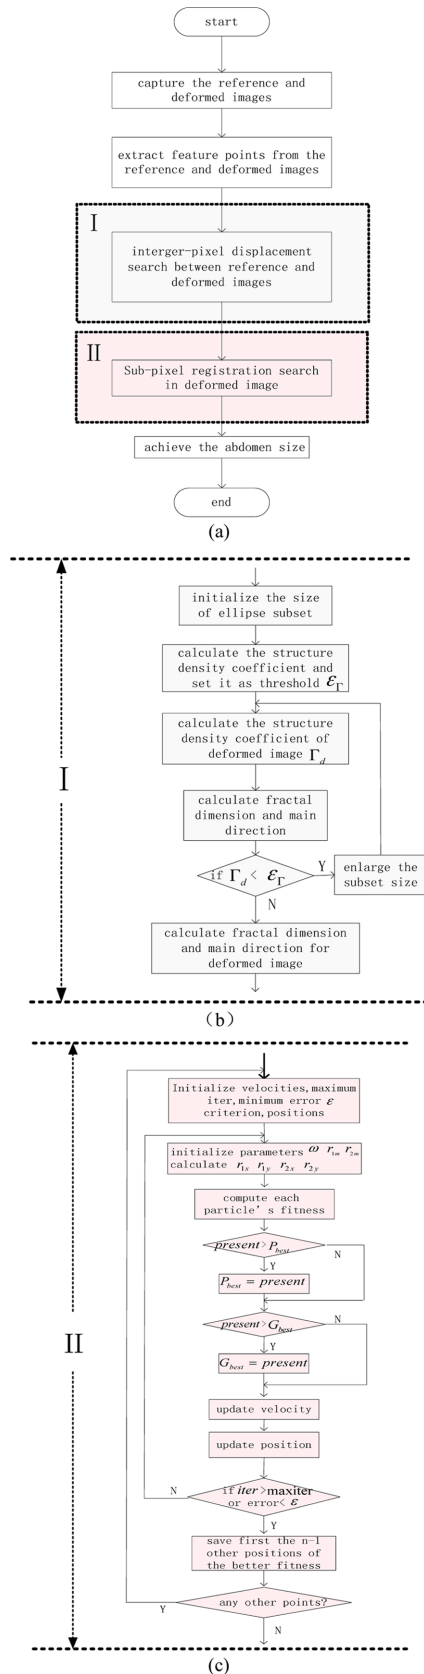 start
capture the reference and
deformed images
extract feature points from the
reference and deformed images
I
interger-pixel displacement
search between reference and
deformed images
II
Sub-pixel registration search
in deformed image
achieve the abdomen size
end
(a)
I
initialize the size
of ellipse subset
calculate the structure
density coefficient and
set it as threshold ε_Γ
calculate the structure
density coefficient of
deformed image Γ_d
calculate fractal
dimension and main
direction
if Γ_d < ε_Γ
Y
enlarge the
subset size
N
calculate fractal dimension
and main direction for
deformed image
(b)
II
Initialize velocities, maximum
iter, minimum error ε
criterion, positions
initialize parameters ω r_1m r_2m
calculate r_1x r_1y r_2x r_2y
compute each
particle's fitness
present > P_best
N
Y
P_best = present
present > G_best
N
Y
G_best = present
update velocity
update position
if iter > maxiter
or error < ε
N
Y
save first the n-1
other positions of
the better fitness
any other points?
Y
N
(c)